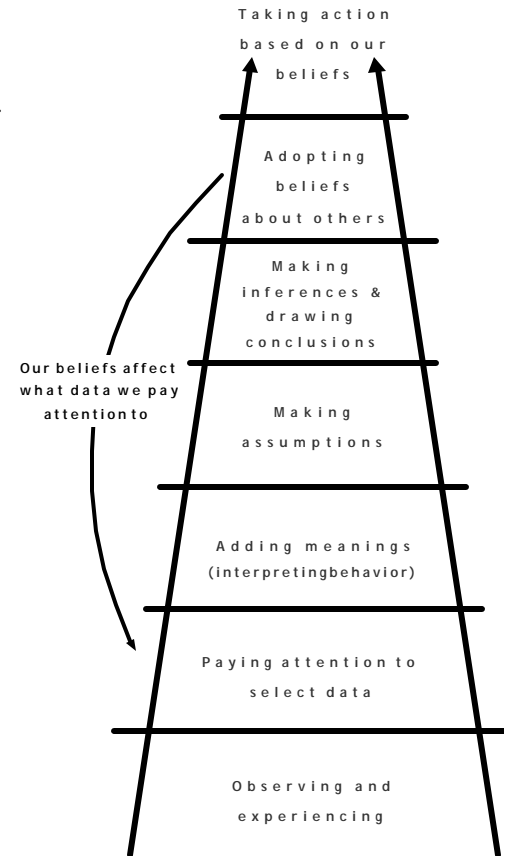 Taking action
based on our
beliefs
Adopting
beliefs
about others
Making
inferences &
drawing
conclusions
Our beliefs affect
what data we pay
attention to
Making
assumptions
Adding meanings
(interpretingbehavior)
Paying attention to
select data
Observing and
experiencing